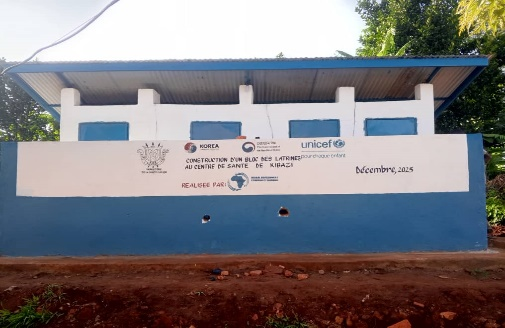 KOREA
unicef
pour chaque enfant
CONSTRUCTION D'UN BLOC DES LATRINES
AU CENTRE DE SANTE DE KIBAZI
Décembre, 2025
REALISEE PAR: